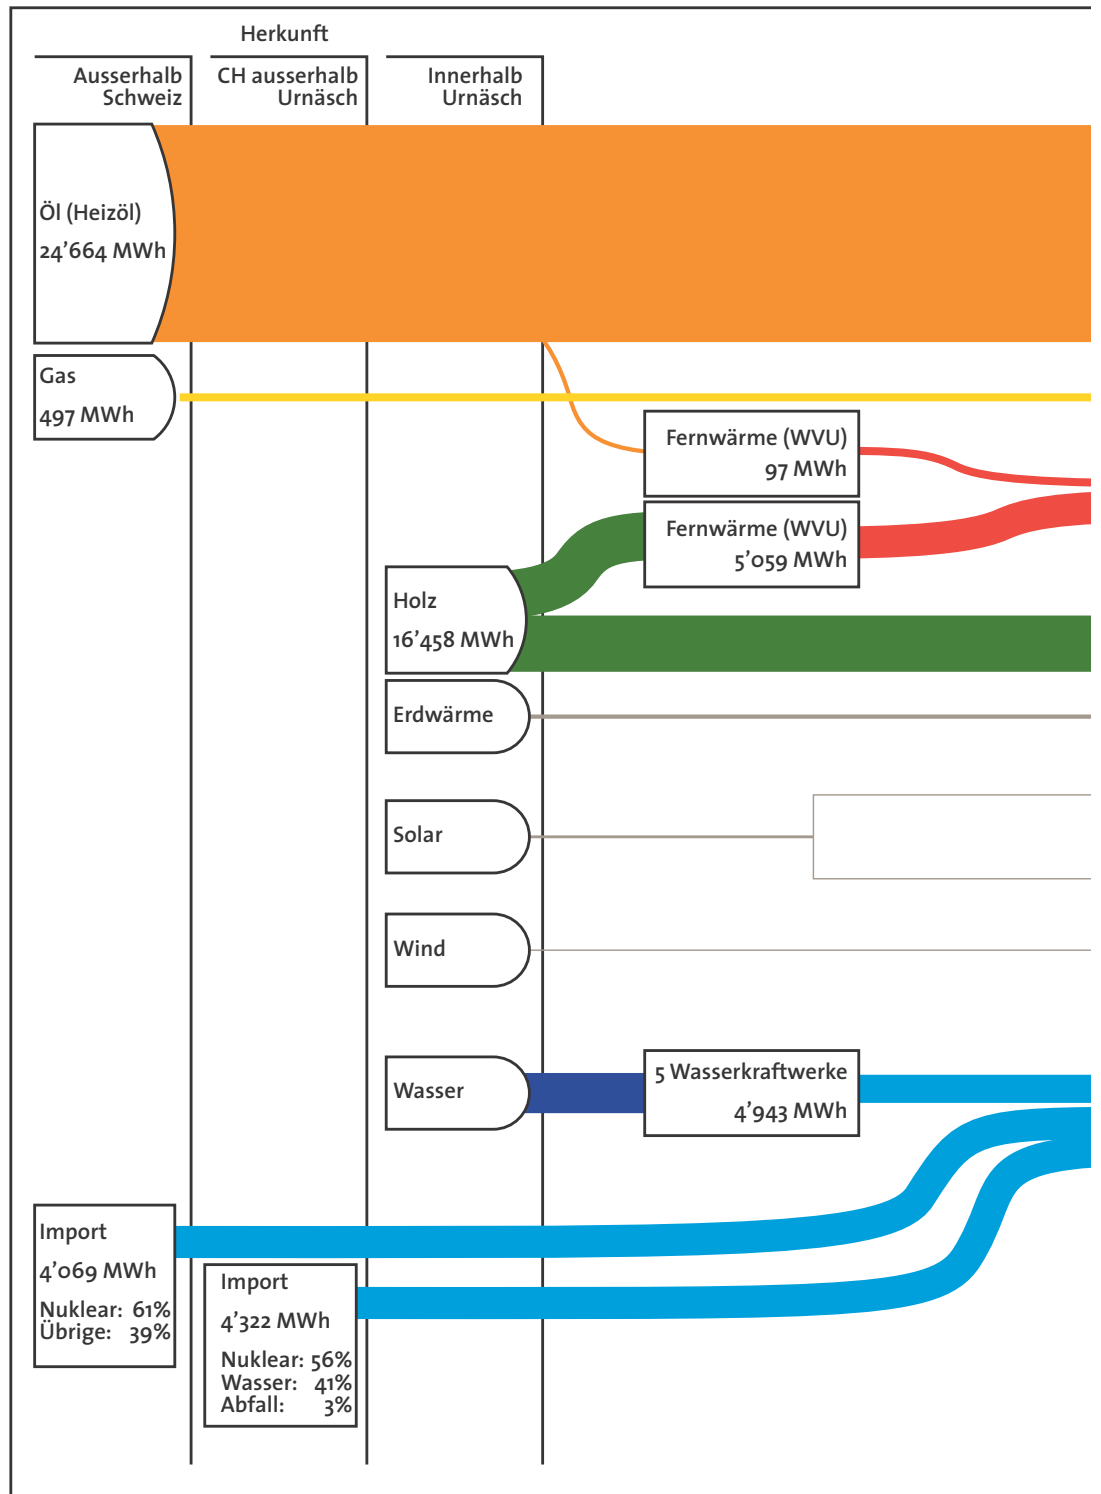 Herkunft
Ausserhalb
Schweiz
CH ausserhalb
Urnäsch
Innerhalb
Urnäsch
Öl (Heizöl)
24’664 MWh
Gas
497 MWh
Fernwärme (WVU)
97 MWh
Fernwärme (WVU)
5’059 MWh
Holz
16’458 MWh
Erdwärme
Solar
Wind
Wasser
5 Wasserkraftwerke
4’943 MWh
Import
4’069 MWh
Nuklear: 61%
Übrige: 39%
Import
4’322 MWh
Nuklear: 56%
Wasser: 41%
Abfall: 3%